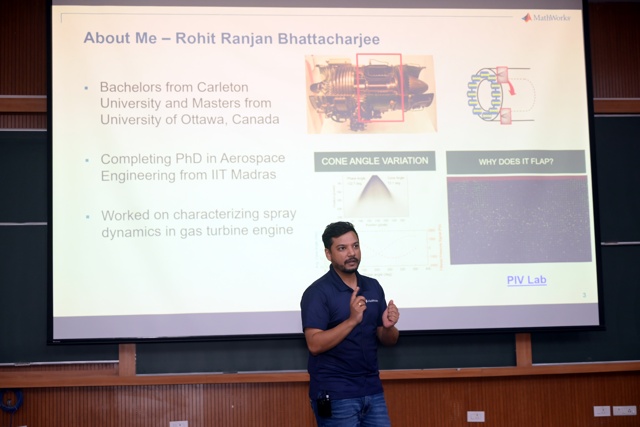 MathWorks
About Me – Rohit Ranjan Bhattacharjee
Bachelors from Carleton
University and Masters from
University of Ottawa, Canada
Completing PhD in Aerospace
Engineering from IIT Madras
Worked on characterizing spray
dynamics in gas turbine engine
CONE ANGLE VARIATION
WHY DOES IT FLAP?
PIV Lab